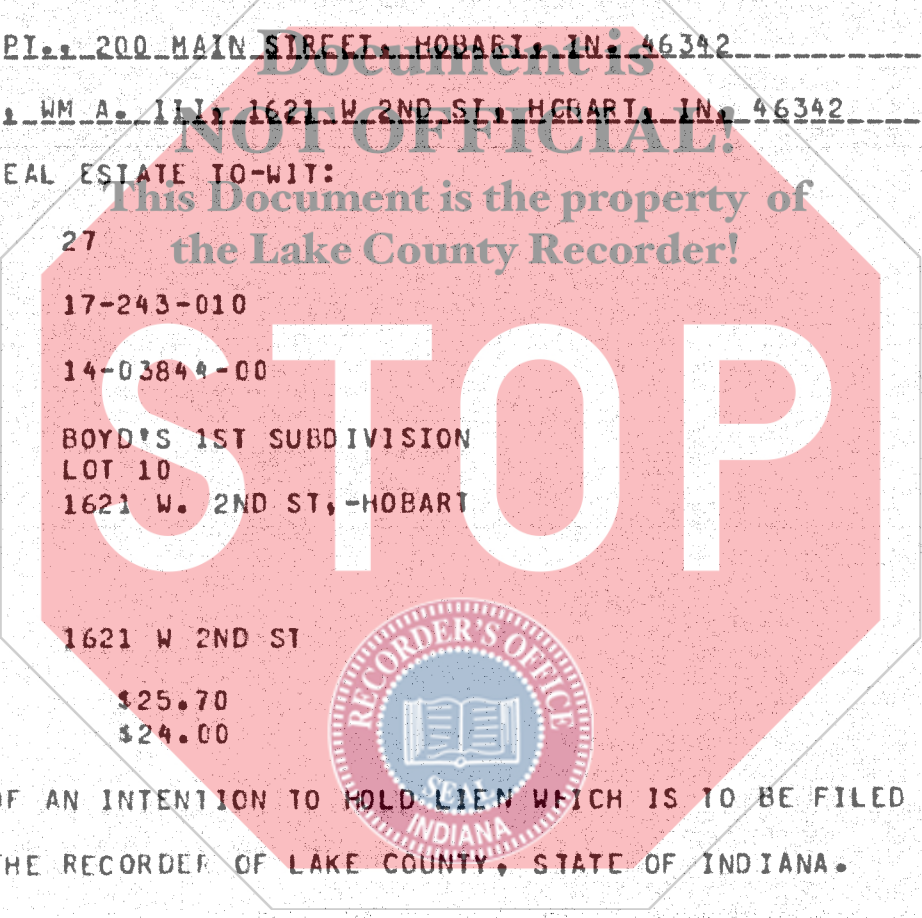 PT., 200 MAIN STREET, HOBART, IN. 46342
Document is
, WM A. III, 1621 W 2ND ST, HCBART, IN, 46342
NOT OFFICIAL!
EAL ESTATE TO-WIT:
This Document is the property of
27
the Lake County Recorder!
17-243-010
14-03844-00
STOP
BOYD'S 1ST SUBDIVISION
LOT 10
1621 W. 2ND ST,-HOBART
1621 W 2ND ST
RECORDER'S OFFICE
$25.70
$24.00
SEAL
OF AN INTENTION TO HOLD LIEN WHICH IS TO BE FILED
INDIANA
HE RECORDER OF LAKE COUNTY, STATE OF INDIANA.